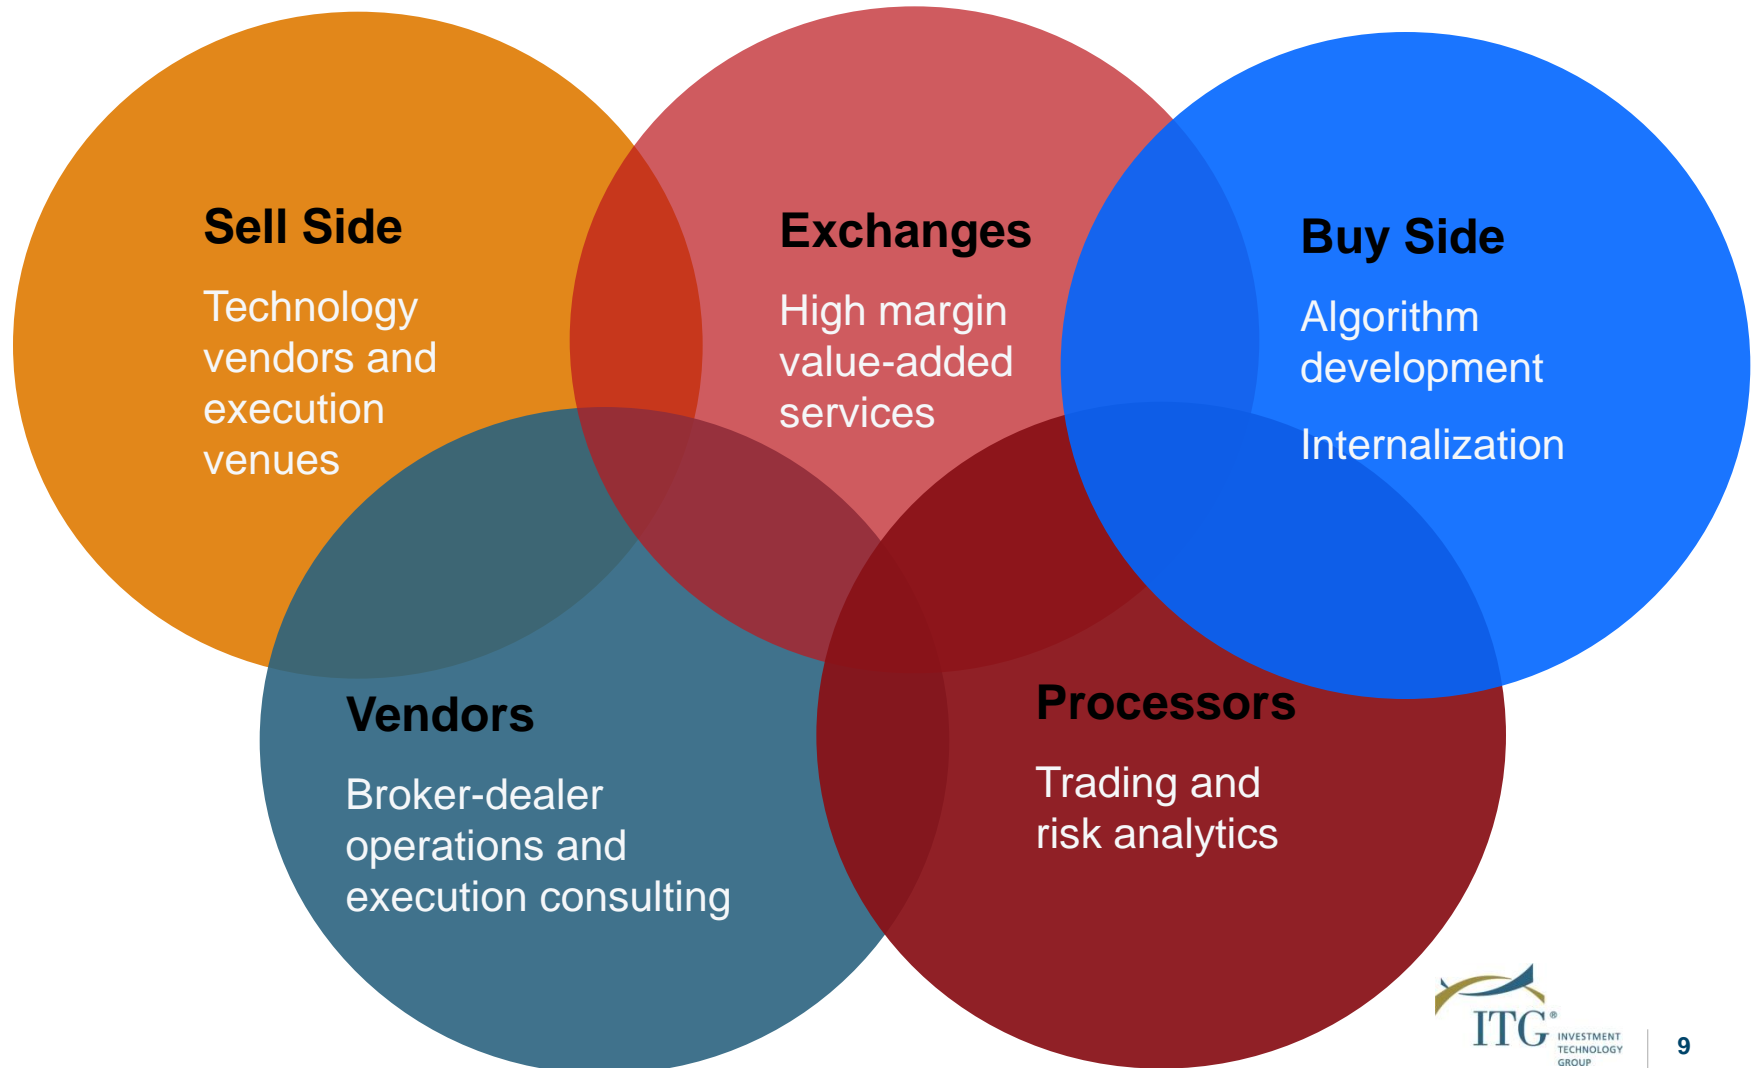 Sell Side
Technology
vendors and
execution
venues
Exchanges
High margin
value-added
services
Buy Side
Algorithm
development
Internalization
Vendors
Broker-dealer
operations and
execution consulting
Processors
Trading and
risk analytics
ITG®
INVESTMENT
TECHNOLOGY
GROUP
9